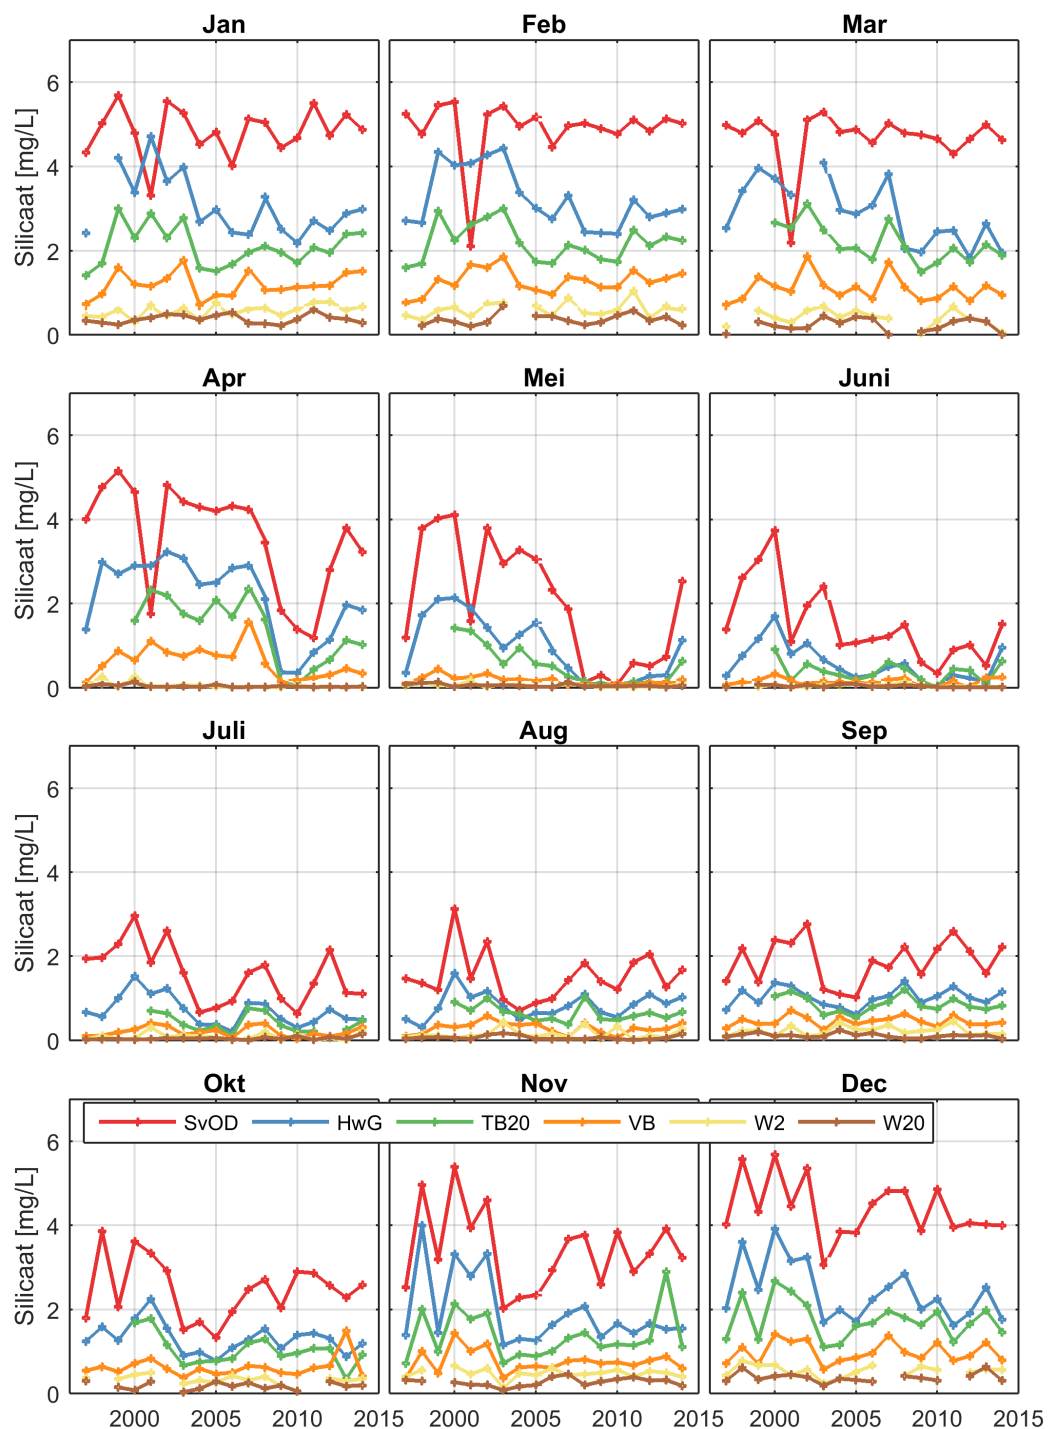 Jan Feb Mar
6
4
2
0
Silicaat [mg/L]
Apr Mei Juni
6
4
2
0
Silicaat [mg/L]
Juli Aug Sep
6
4
2
0
Silicaat [mg/L]
Okt Nov Dec
SvOD HwG TB20 VB W2 W20
6
4
2
0
Silicaat [mg/L]
2000 2005 2010 2015 2000 2005 2010 2015 2000 2005 2010 2015